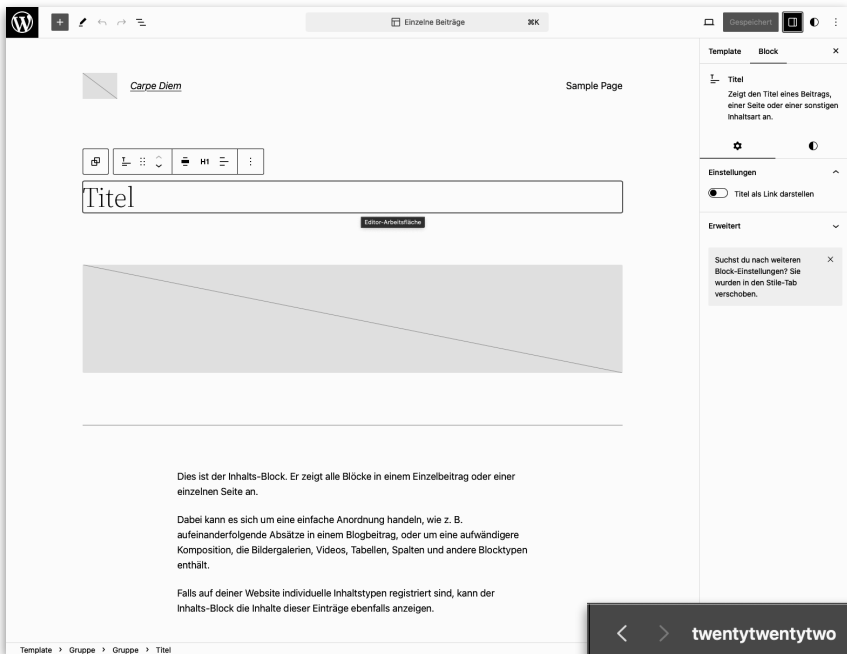 Einzelne Beiträge
⌘K
Gespeichert
Template
Block
Carpe Diem
Sample Page
Titel
Zeigt den Titel eines Beitrags,
einer Seite oder einer sonstigen
Inhaltsart an.
H1
Titel
Editor-Arbeitsfläche
Einstellungen
Titel als Link darstellen
Erweitert
Suchst du nach weiteren
Block-Einstellungen? Sie
wurden in den Stile-Tab
verschoben.
Dies ist der Inhalts-Block. Er zeigt alle Blöcke in einem Einzelbeitrag oder einer
einzelnen Seite an.
Dabei kann es sich um eine einfache Anordnung handeln, wie z. B.
aufeinanderfolgende Absätze in einem Blogbeitrag, oder um eine aufwändigere
Komposition, die Bildergalerien, Videos, Tabellen, Spalten und andere Blocktypen
enthält.
Falls auf deiner Website individuelle Inhaltstypen registriert sind, kann der
Inhalts-Block die Inhalte dieser Einträge ebenfalls anzeigen.
twentytwentytwo
Template > Gruppe > Gruppe > Titel